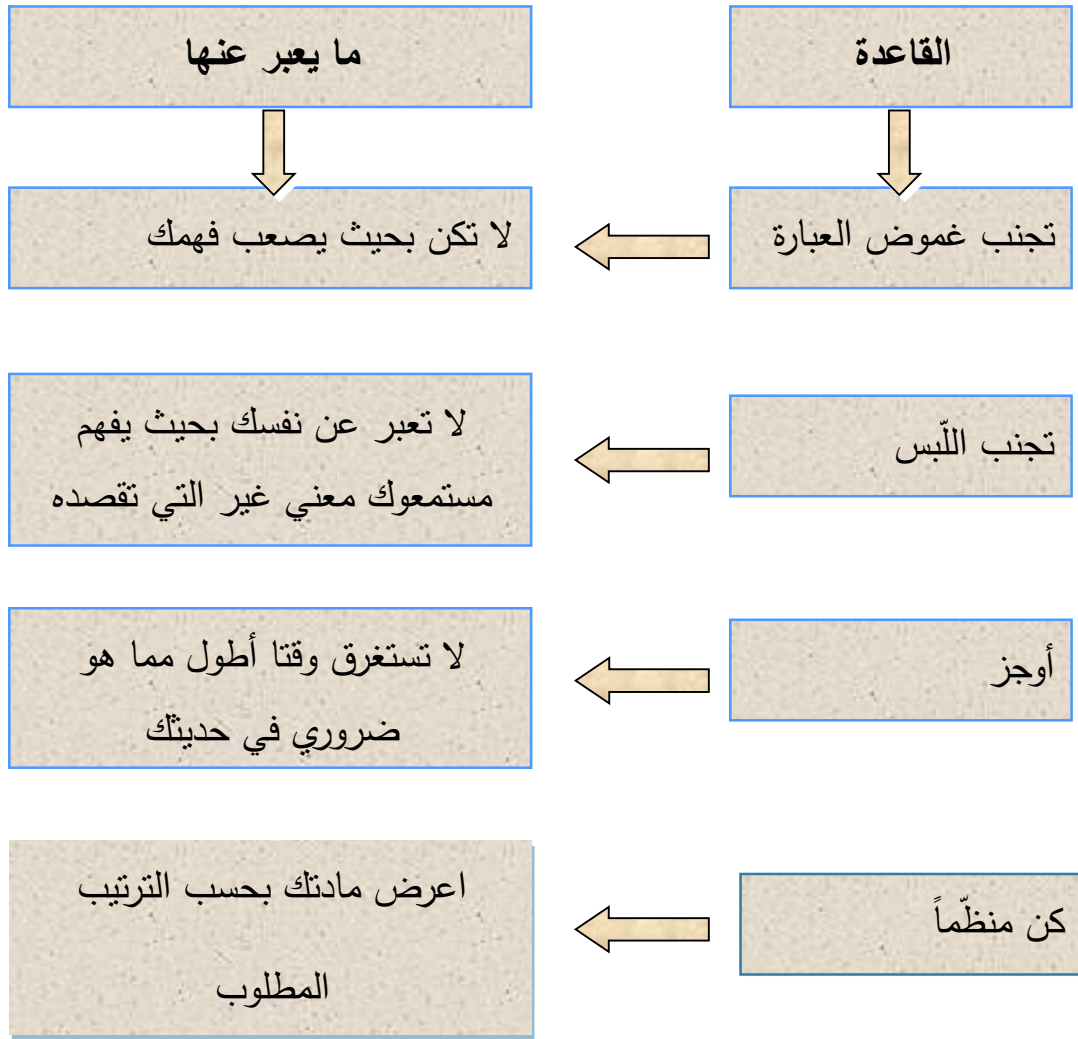 القاعدة
ما يعبر عنها
تجنب غموض العبارة
لا تكن بحيث يصعب فهمك
تجنب اللّبس
لا تعبر عن نفسك بحيث يفهم
مستمعوك معني غير التي تقصده
أوجز
لا تستغرق وقتا أطول مما هو
ضروري في حديثك
كن منظّماً
اعرض مادتك بحسب الترتيب
المطلوب